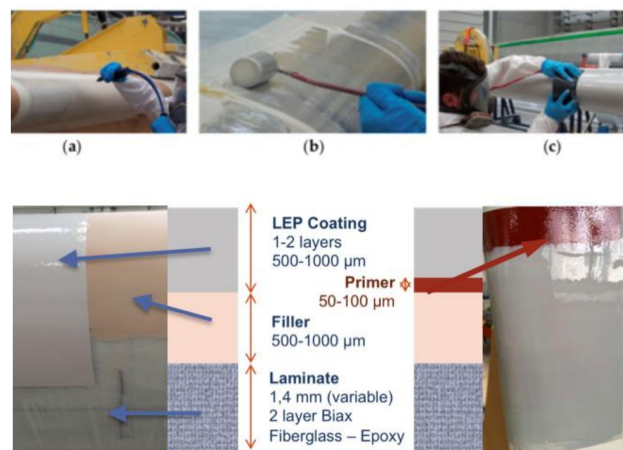 (a)
(b)
(c)
LEP Coating
1-2 layers
500-1000 µm
Primer
50-100 µm
Filler
500-1000 µm
Laminate
1,4 mm (variable)
2 layer Biax
Fiberglass – Epoxy